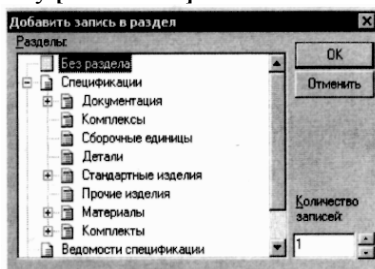 Добавить запись в раздел
Разделы:
Без раздела
Спецификации
Документация
Комплексы
Сборочные единицы
Детали
Стандартные изделия
Прочие изделия
Материалы
Комплекты
Ведомости спецификации
OK
Отменить
Количество
записей:
1